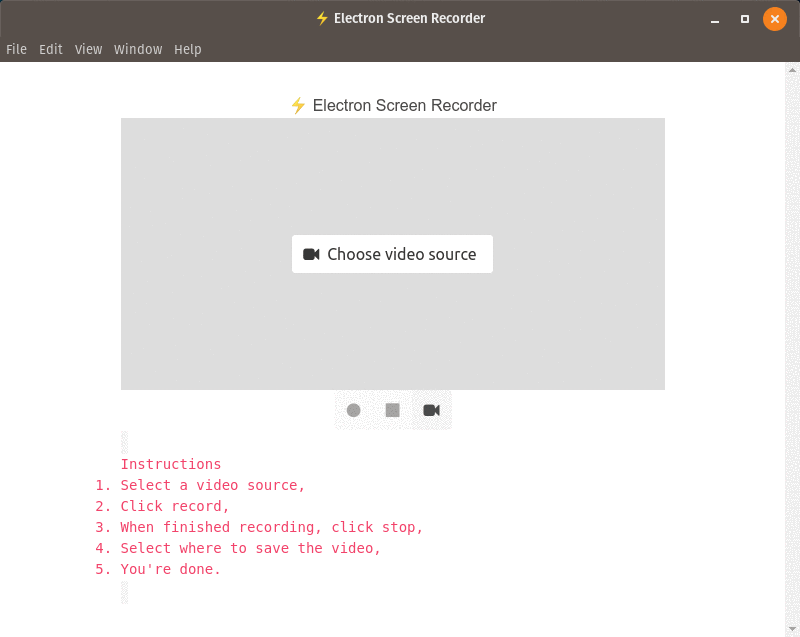 ⚡ Electron Screen Recorder
File Edit View Window Help
⚡ Electron Screen Recorder
Choose video source
Instructions
1. Select a video source,
2. Click record,
3. When finished recording, click stop,
4. Select where to save the video,
5. You're done.